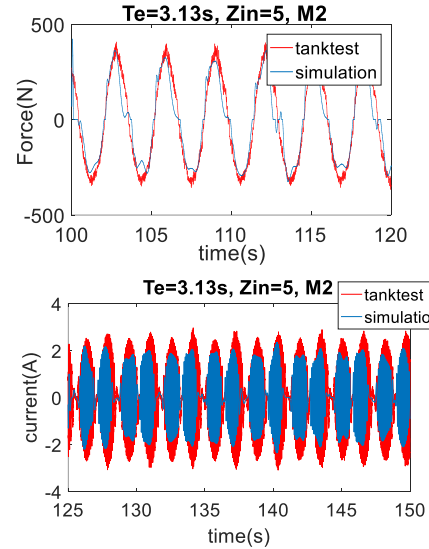 Te=3.13s, Zin=5, M2
500
tanktest
simulation
Force(N)
0
-500
100
105
110
115
120
time(s)
Te=3.13s, Zin=5, M2
4
tanktest
simulatio
2
current(A)
0
-2
-4
125
130
135
140
145
150
time(s)